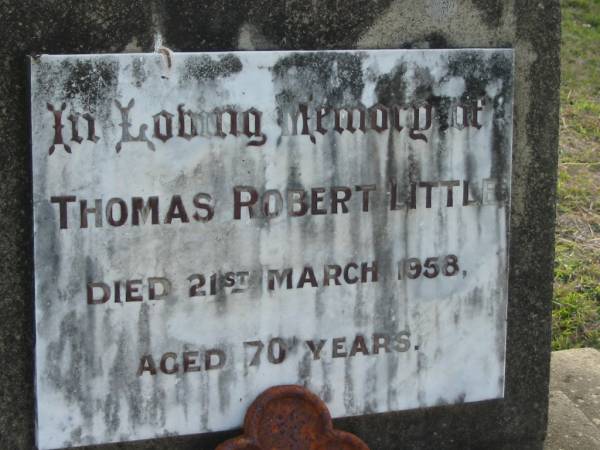 In Loving Memory of
THOMAS ROBERT LITTLE
DIED 21ST MARCH 1958,
AGED 70 YEARS.